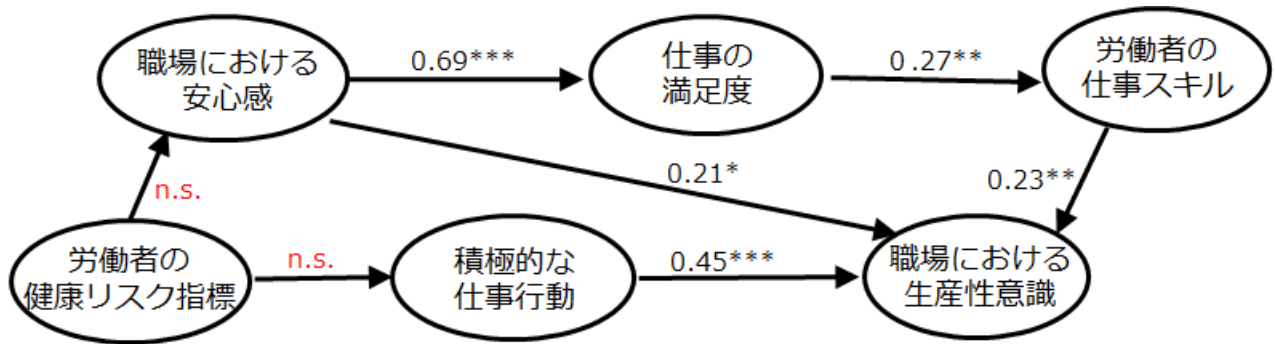 職場における
安心感
0.69***
仕事の
満足度
0.27**
労働者の
仕事スキル
0.21*
0.23**
n.s.
労働者の
健康リスク指標
n.s.
積極的な
仕事行動
0.45***
職場における
生産性意識